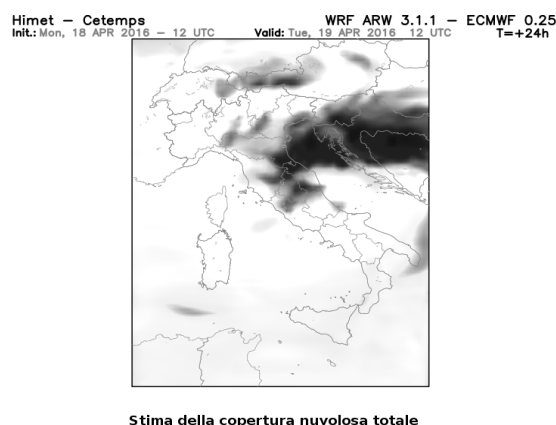 Himet – Cetemps WRF ARW 3.1.1 – ECMWF 0.25
Init.: Mon, 18 APR 2016 – 12 UTC Valid: Tue, 19 APR 2016 12 UTC T=+24h
Stima della copertura nuvolosa totale